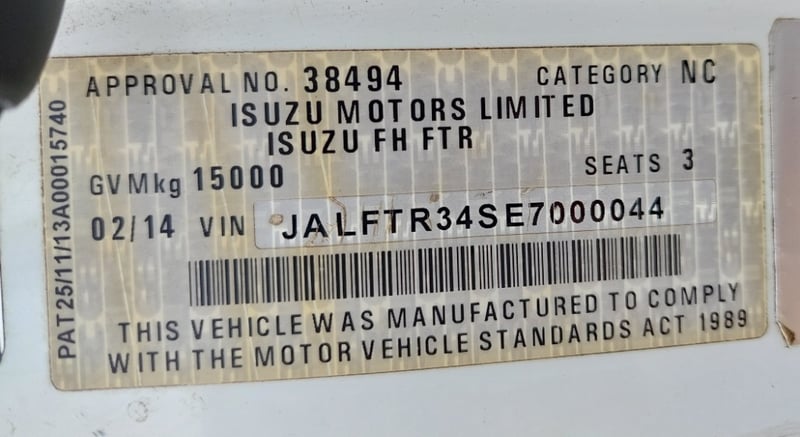 APPROVAL NO. 38494 CATEGORY NC
ISUZU MOTORS LIMITED
ISUZU FH FTR
GVMkg 15000 SEATS 3
02/14 VIN JALFTR34SE7000044
THIS VEHICLE WAS MANUFACTURED TO COMPLY
WITH THE MOTOR VEHICLE STANDARDS ACT 1989
PAT25/11/13A00015740